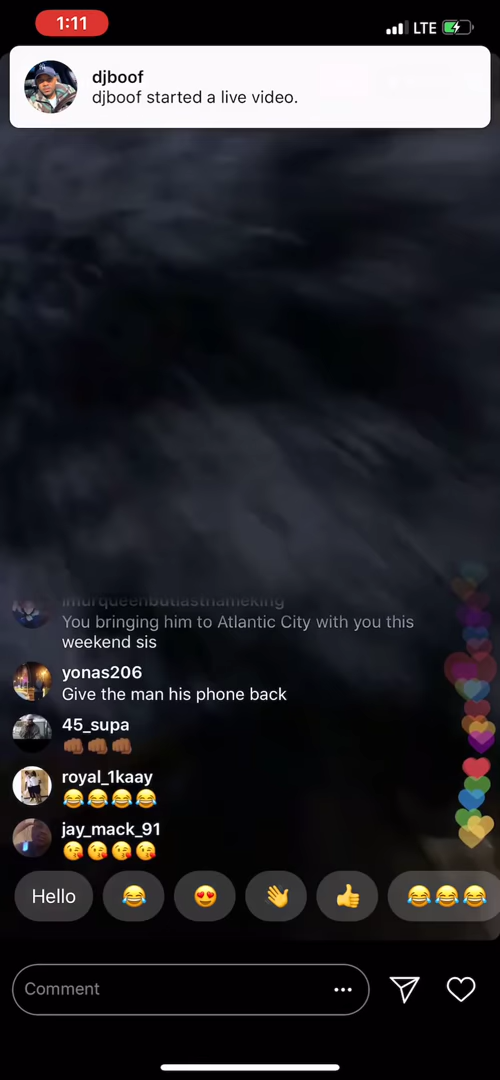 1:11
LTE
djboof
djboof started a live video.
imurqueenbutlastnameking
You bringing him to Atlantic City with you this
weekend sis
yonas206
Give the man his phone back
45_supa
👊🏾👊🏾👊🏾
royal_1kaay
😂😂😂😂
jay_mack_91
😘😘😘😘
Hello 😂 😍 👋 👍 😂😂😂
Comment